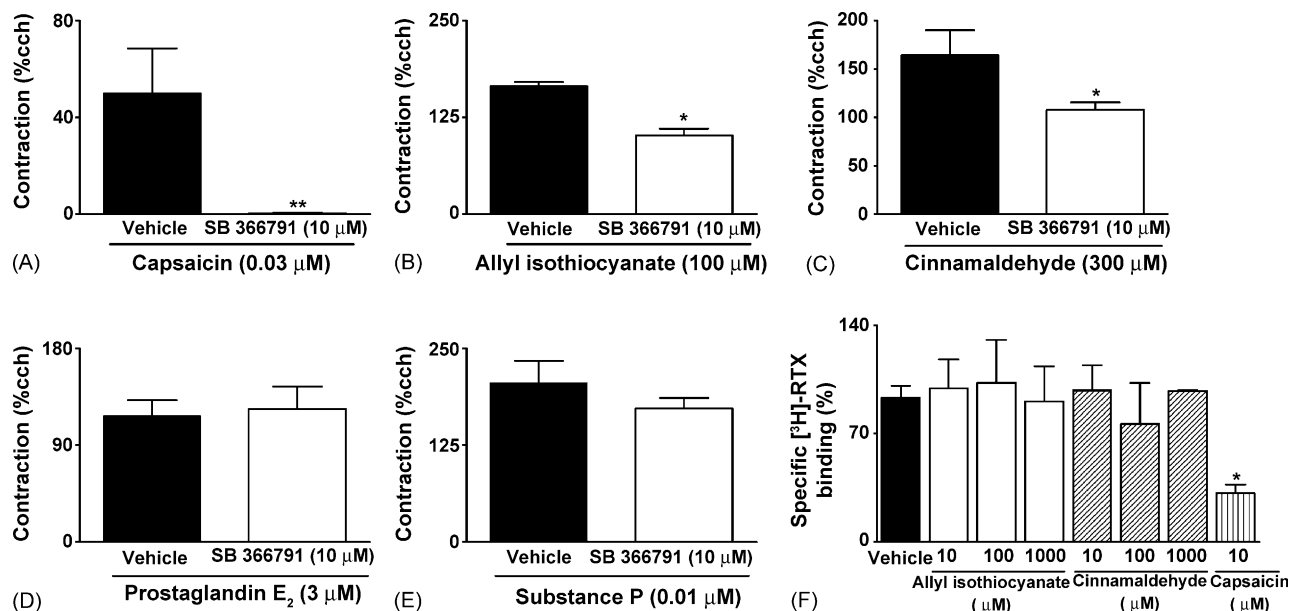 Contraction (%cch)
80
40
0
**
Vehicle SB 366791 (10 μM)
Capsaicin (0.03 μM)
(A)
Contraction (%cch)
250
125
0
*
Vehicle SB 366791 (10 μM)
Allyl isothiocyanate (100 μM)
(B)
Contraction (%cch)
200
150
100
50
0
*
Vehicle SB 366791 (10 μM)
Cinnamaldehyde (300 μM)
(C)
Contraction (%cch)
180
90
0
Vehicle SB 366791 (10 μM)
Prostaglandin E₂ (3 μM)
(D)
Contraction (%cch)
250
125
0
Vehicle SB 366791 (10 μM)
Substance P (0.01 μM)
(E)
Specific [³H]-RTX
binding (%)
140
70
0
*
Vehicle 10 100 1000 10 100 1000 10
Allyl isothiocyanate Cinnamaldehyde Capsaicin
( μM) ( μM) ( μM)
(F)